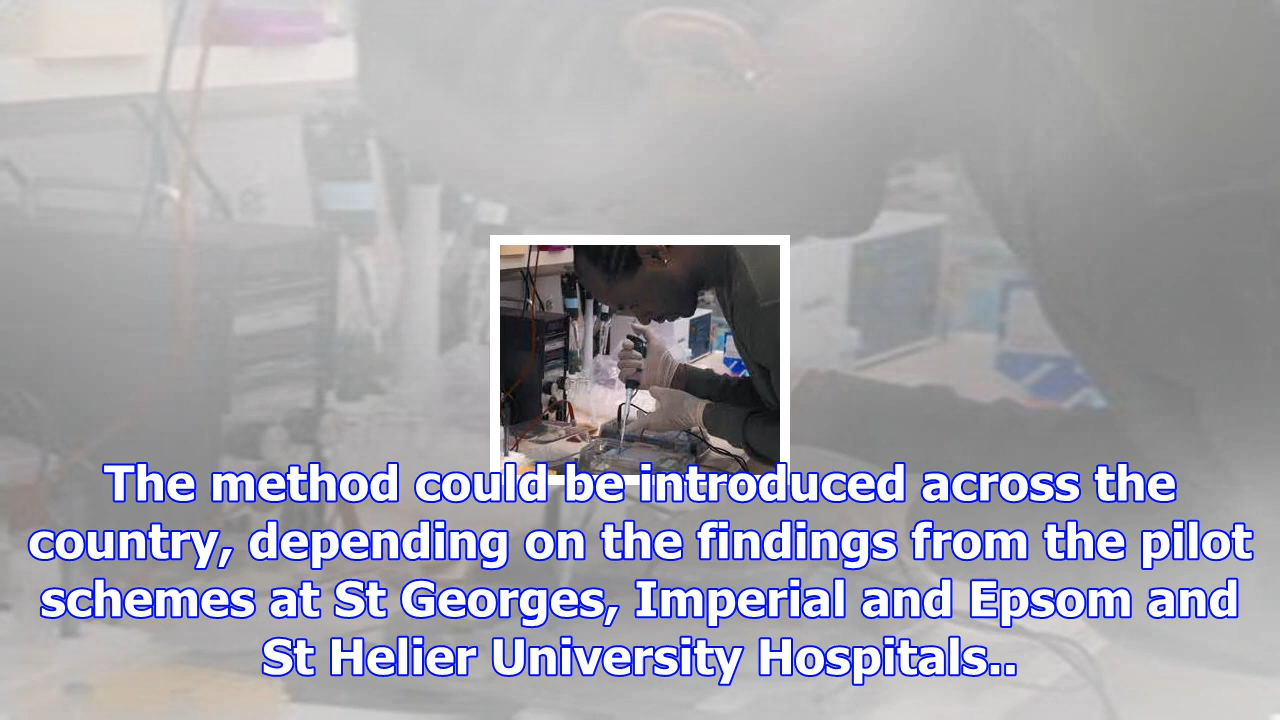 The method could be introduced across the
country, depending on the findings from the pilot
schemes at St Georges, Imperial and Epsom and
St Helier University Hospitals..